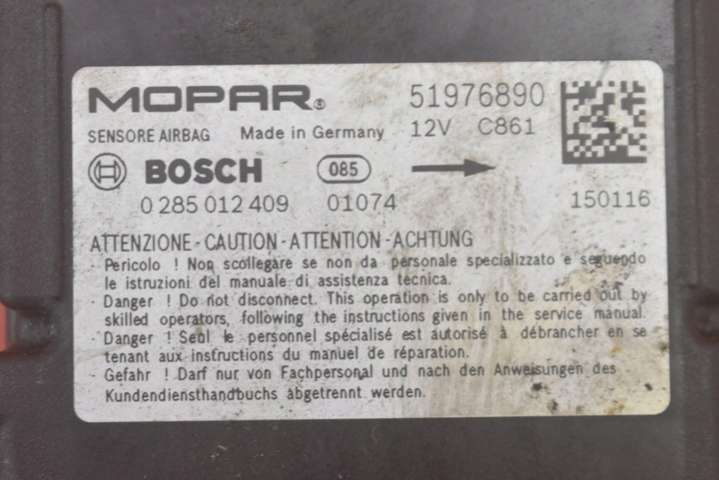 MOPAR® 51976890
SENSORE AIRBAG Made in Germany 12V C861
BOSCH 085
0 285 012 409 01074 150116
ATTENZIONE - CAUTION - ATTENTION - ACHTUNG
- Pericolo ! Non scollegare se non da personale specializzato e seguendo
le istruzioni del manuale di assistenza tecnica.
- Danger ! Do not disconnect. This operation is only to be carried out by
skilled operators, following the instructions given in the service manual.
- Danger ! Seul le personnel spécialisé est autorisé à débrancher en se
tenant aux instructions du manuel de réparation.
- Gefahr ! Darf nur von Fachpersonal und nach den Anweisungen des
Kundendiensthandbuchs abgetrennt werden.